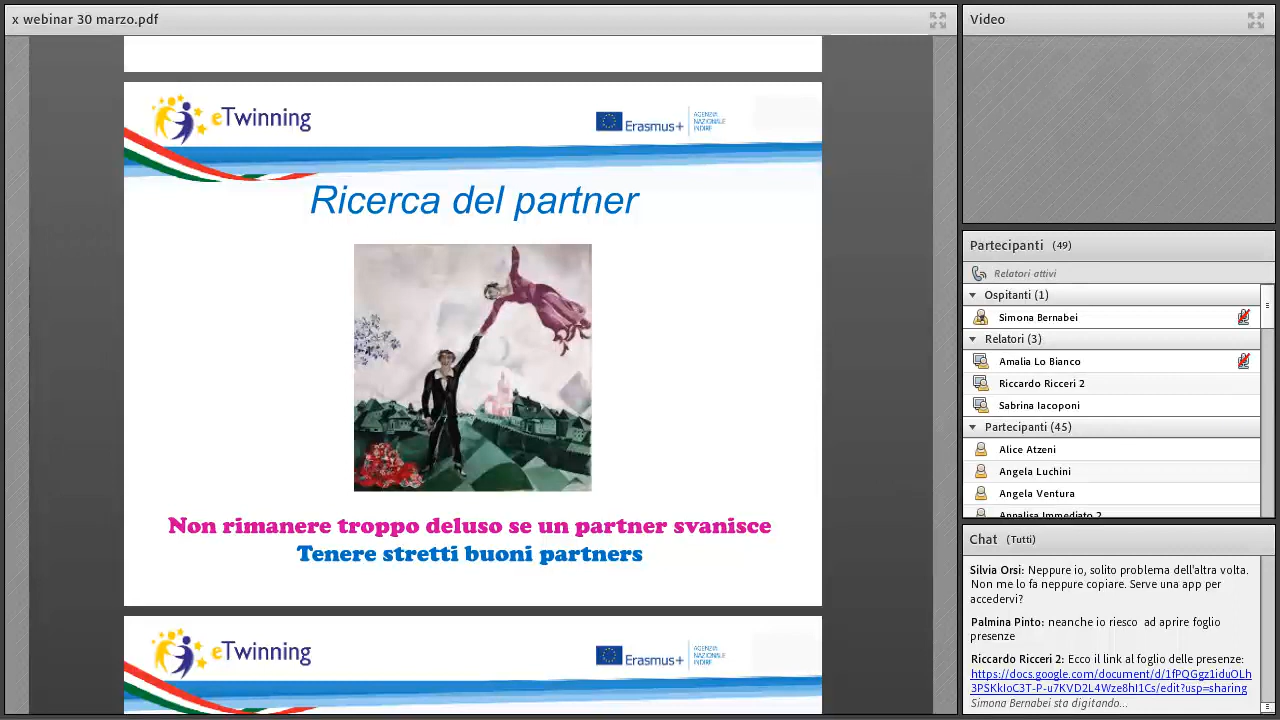 x webinar 30 marzo.pdf
eTwinning
Erasmus+
AGENZIA
NAZIONALE
INDIRE
Ricerca del partner
Non rimanere troppo deluso se un partner svanisce
Tenere stretti buoni partners
eTwinning
Erasmus+
AGENZIA
NAZIONALE
INDIRE
Video
Partecipanti (49)
Relatori attivi
Ospitanti (1)
Simona Bernabei
Relatori (3)
Amalia Lo Bianco
Riccardo Ricceri 2
Sabrina Iacoponi
Partecipanti (45)
Alice Atzeni
Angela Luchini
Angela Ventura
Annalisa Immediato 2
Chat (Tutti)
Silvia Orsi: Neppure io, solito problema dell'altra volta.
Non me lo fa neppure copiare. Serve una app per
accedervi?
Palmina Pinto: neanche io riesco ad aprire foglio
presenze
Riccardo Ricceri 2: Ecco il link al foglio delle presenze:
https://docs.google.com/document/d/1fPQGgz1iduOLh
3PSKkIoC3T-P-u7KVD2L4Wze8hI1Cs/edit?usp=sharing
Simona Bernabei sta digitando...